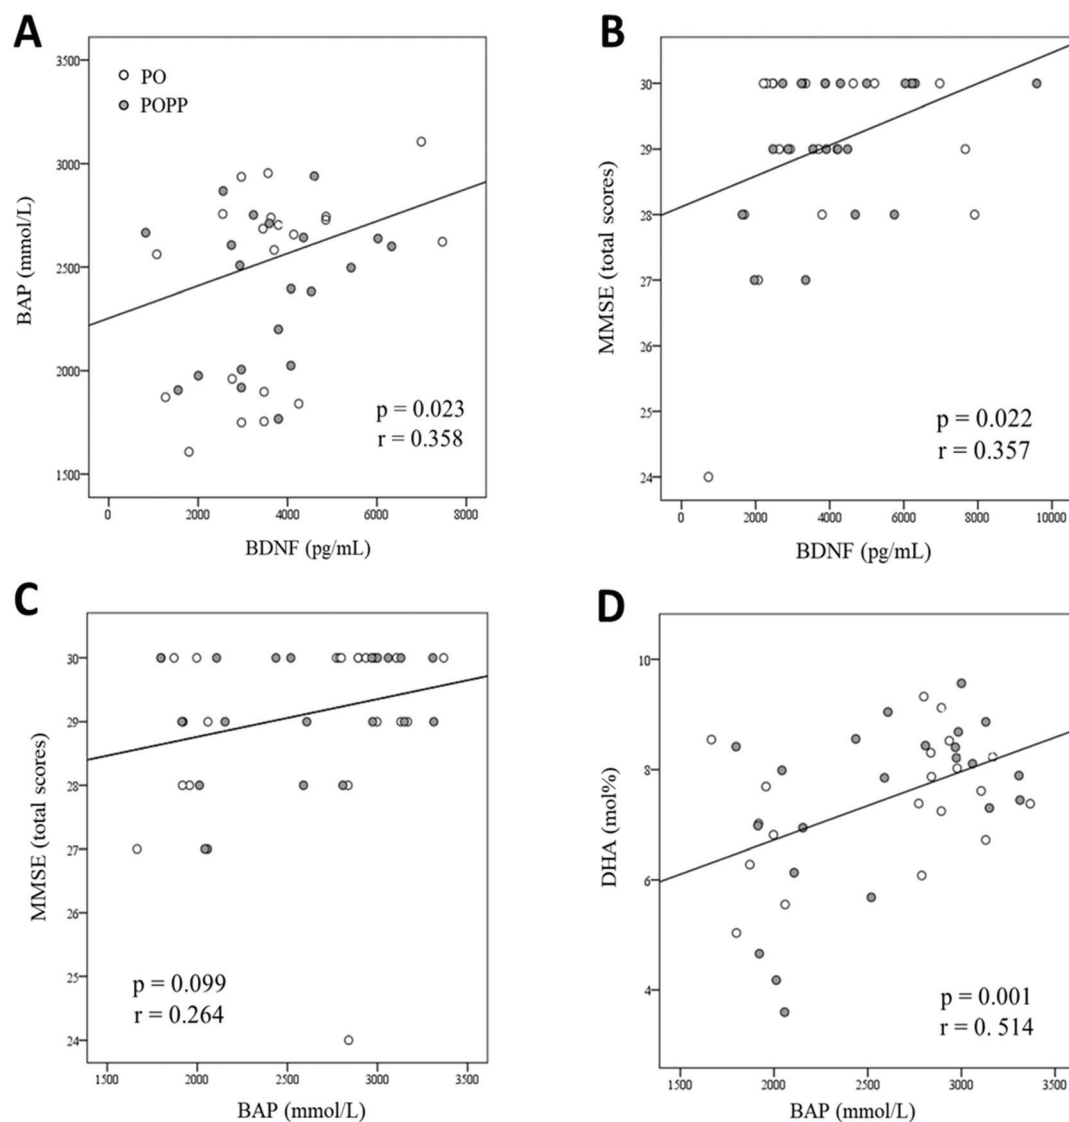 A
3500
3000
2500
2000
1500
BAP (mmol/L)
PO
POPP
p = 0.023
r = 0.358
0 2000 4000 6000 8000
BDNF (pg/mL)
B
30
29
28
27
26
25
24
MMSE (total scores)
p = 0.022
r = 0.357
0 2000 4000 6000 8000 10000
BDNF (pg/mL)
C
30
29
28
27
26
25
24
MMSE (total scores)
p = 0.099
r = 0.264
1500 2000 2500 3000 3500
BAP (mmol/L)
D
10
8
6
4
DHA (mol%)
p = 0.001
r = 0. 514
1500 2000 2500 3000 3500
BAP (mmol/L)